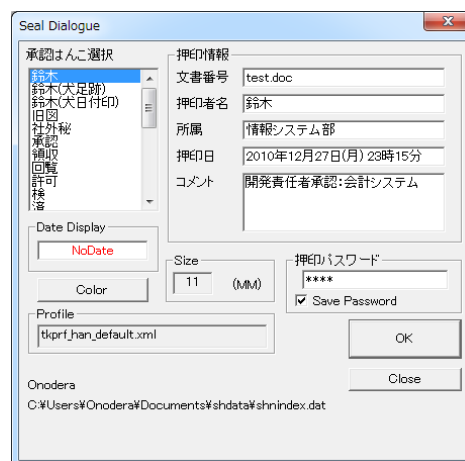 Seal Dialogue
承認はんこ選択
鈴木
鈴木(犬足跡)
鈴木(犬日付印)
旧図
社外秘
承認
領収
回覧
許可
検
済
Date Display
NoDate
Color
Size
11 (MM)
Profile
tkprf_han_default.xml
押印情報
文書番号 test.doc
押印者名 鈴木
所属 情報システム部
押印日 2010年12月27日(月) 23時15分
コメント 開発責任者承認:会計システム
押印パスワード
****
Save Password
OK
Close
Onodera
C:¥Users¥Onodera¥Documents¥shdata¥shnindex.dat